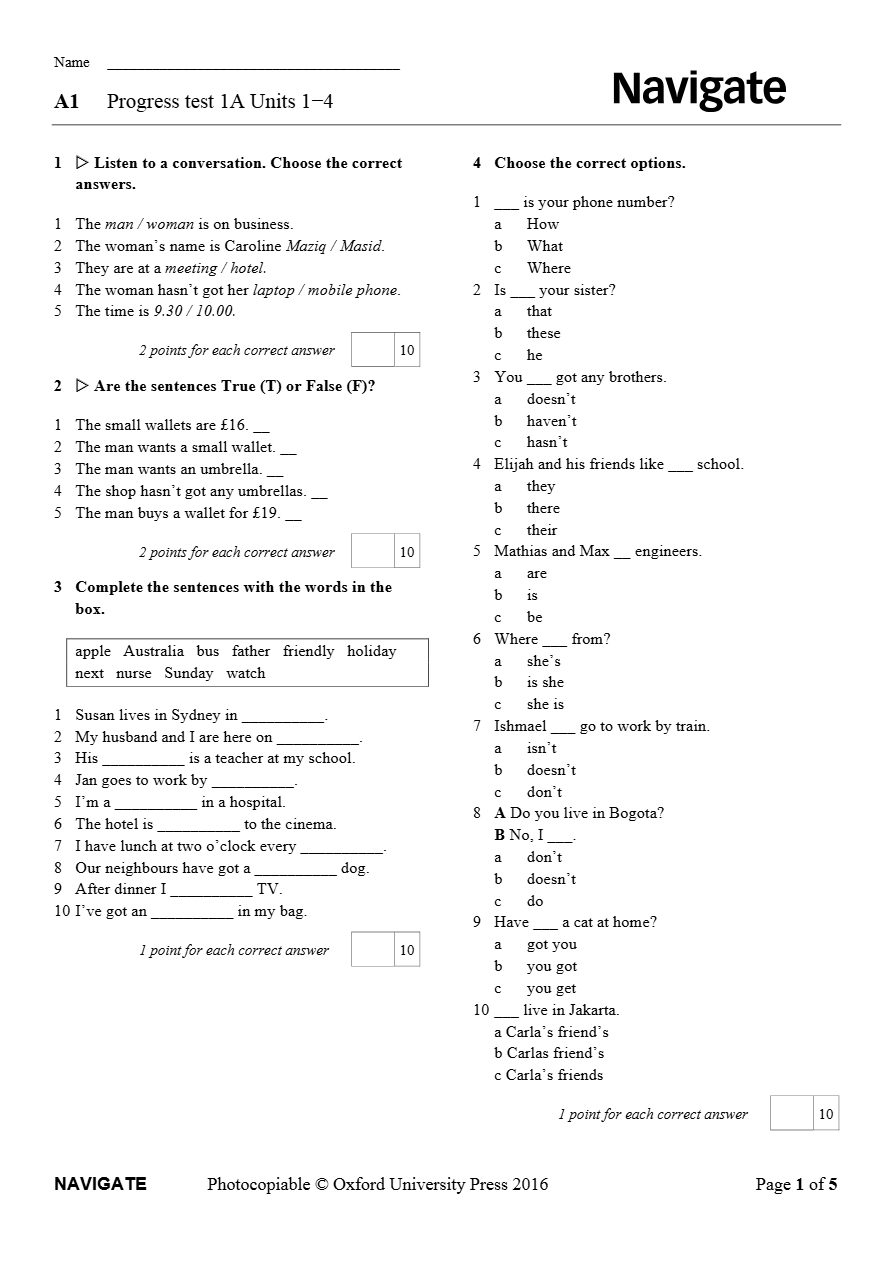 Name ______________________________________
Navigate
A1 Progress test 1A Units 1–4
1 ▷ Listen to a conversation. Choose the correct
answers.
1 The man / woman is on business.
2 The woman's name is Caroline Maziq / Masid.
3 They are at a meeting / hotel.
4 The woman hasn't got her laptop / mobile phone.
5 The time is 9.30 / 10.00.
2 points for each correct answer 10
2 ▷ Are the sentences True (T) or False (F)?
1 The small wallets are £16. __
2 The man wants a small wallet. __
3 The man wants an umbrella. __
4 The shop hasn't got any umbrellas. __
5 The man buys a wallet for £19. __
2 points for each correct answer 10
3 Complete the sentences with the words in the
box.
apple Australia bus father friendly holiday
next nurse Sunday watch
1 Susan lives in Sydney in __________.
2 My husband and I are here on __________.
3 His __________ is a teacher at my school.
4 Jan goes to work by __________.
5 I'm a __________ in a hospital.
6 The hotel is __________ to the cinema.
7 I have lunch at two o'clock every __________.
8 Our neighbours have got a __________ dog.
9 After dinner I __________ TV.
10 I've got an __________ in my bag.
1 point for each correct answer 10
4 Choose the correct options.
1 ___ is your phone number?
a How
b What
c Where
2 Is ___ your sister?
a that
b these
c he
3 You ___ got any brothers.
a doesn't
b haven't
c hasn't
4 Elijah and his friends like ___ school.
a they
b there
c their
5 Mathias and Max __ engineers.
a are
b is
c be
6 Where ___ from?
a she's
b is she
c she is
7 Ishmael ___ go to work by train.
a isn't
b doesn't
c don't
8 A Do you live in Bogota?
B No, I ___.
a don't
b doesn't
c do
9 Have ___ a cat at home?
a got you
b you got
c you get
10 ___ live in Jakarta.
a Carla's friend's
b Carlas friend's
c Carla's friends
1 point for each correct answer 10
NAVIGATE Photocopiable © Oxford University Press 2016 Page 1 of 5